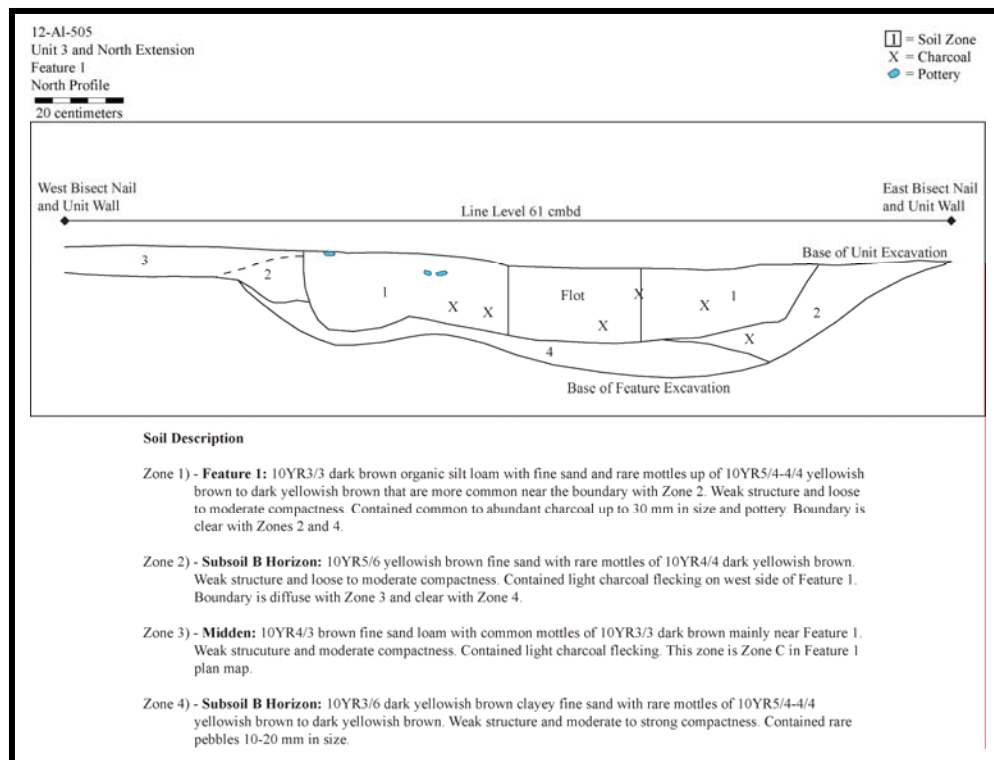 12-Al-505
Unit 3 and North Extension
Feature 1
North Profile
20 centimeters
1 = Soil Zone
X = Charcoal
= Pottery
West Bisect Nail
and Unit Wall
East Bisect Nail
and Unit Wall
Line Level 61 cmbd
Base of Unit Excavation
3
2
1
X
X
Flot
X
X
X
1
2
X
4
Base of Feature Excavation
Soil Description
Zone 1) - Feature 1: 10YR3/3 dark brown organic silt loam with fine sand and rare mottles up of 10YR5/4-4/4 yellowish
brown to dark yellowish brown that are more common near the boundary with Zone 2. Weak structure and loose
to moderate compactness. Contained common to abundant charcoal up to 30 mm in size and pottery. Boundary is
clear with Zones 2 and 4.
Zone 2) - Subsoil B Horizon: 10YR5/6 yellowish brown fine sand with rare mottles of 10YR4/4 dark yellowish brown.
Weak structure and loose to moderate compactness. Contained light charcoal flecking on west side of Feature 1.
Boundary is diffuse with Zone 3 and clear with Zone 4.
Zone 3) - Midden: 10YR4/3 brown fine sand loam with common mottles of 10YR3/3 dark brown mainly near Feature 1.
Weak strucuture and moderate compactness. Contained light charcoal flecking. This zone is Zone C in Feature 1
plan map.
Zone 4) - Subsoil B Horizon: 10YR3/6 dark yellowish brown clayey fine sand with rare mottles of 10YR5/4-4/4
yellowish brown to dark yellowish brown. Weak structure and moderate to strong compactness. Contained rare
pebbles 10-20 mm in size.